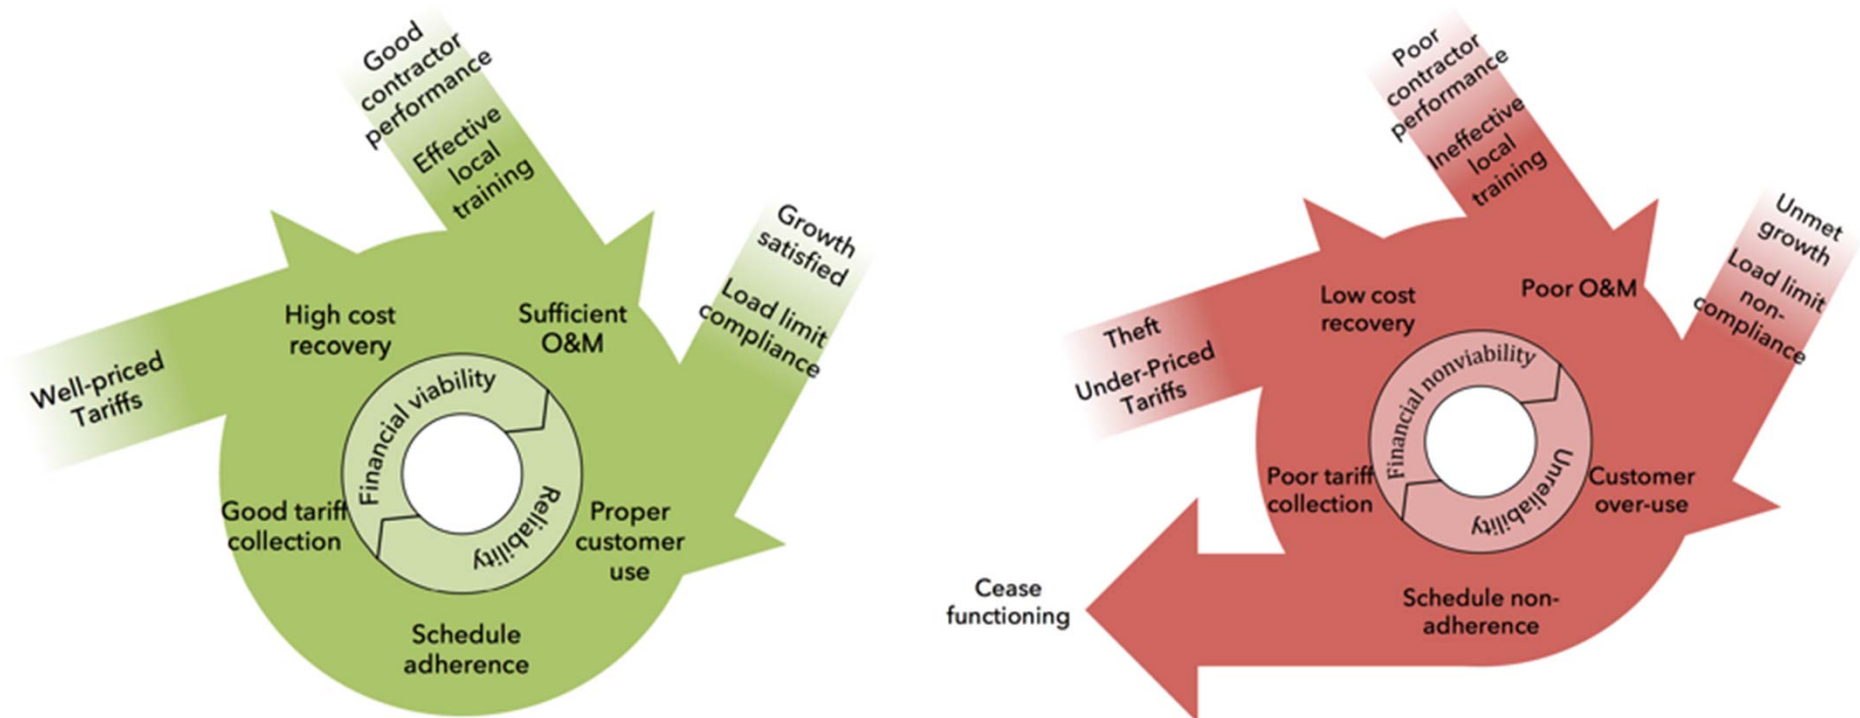 Good
contractor
performance
Effective
local
training
Growth
satisfied
Load limit
compliance
Well-priced
Tariffs
High cost
recovery
Sufficient
O&M
Financial viability
Reliability
Good tariff
collection
Proper
customer
use
Schedule
adherence
Poor
contractor
performance
Ineffective
local
training
Unmet
growth
Load limit
non-
compliance
Theft
Under-Priced
Tariffs
Low cost
recovery
Poor O&M
Financial nonviability
Unreliability
Poor tariff
collection
Customer
over-use
Schedule non-
adherence
Cease
functioning